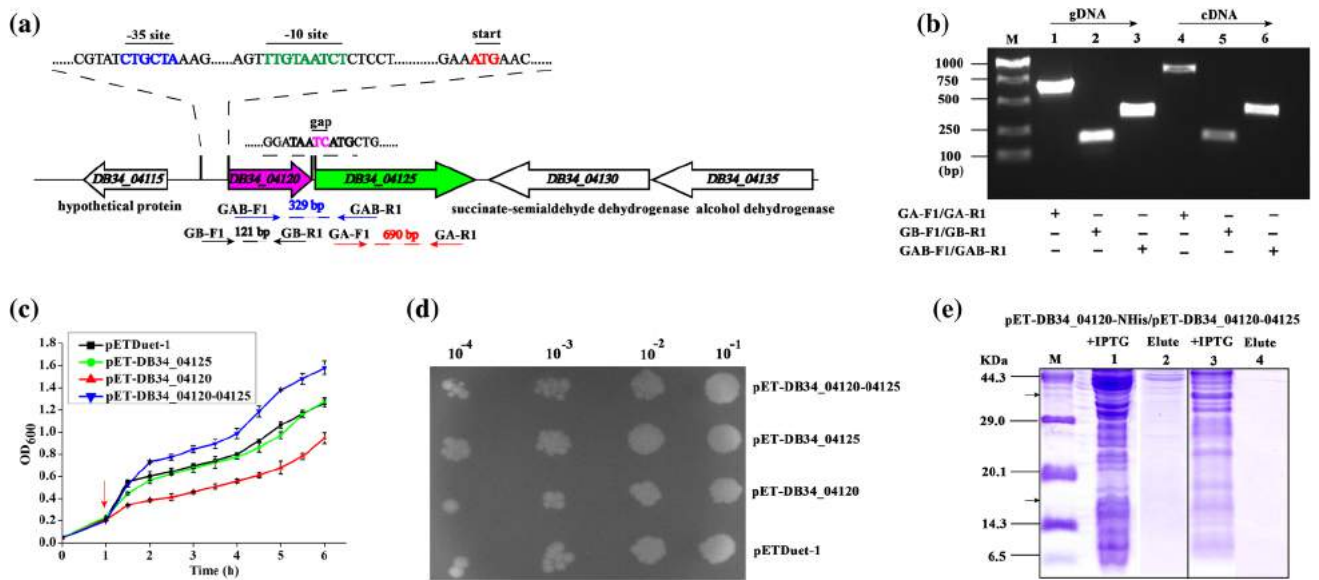 (a)
-35 site
-10 site
start
......CGTATCTGCTAAAG......AGTTTGTAATCTCTCCT......GAAATGAAC......
gap
......GGATAATCATGCTG......
DB34_04115
DB34_04120
DB34_04125
DB34_04130
DB34_04135
hypothetical protein
GAB-F1
329 bp
GAB-R1
succinate-semialdehyde dehydrogenase
alcohol dehydrogenase
GB-F1
121 bp
GB-R1
GA-F1
690 bp
GA-R1
(b)
gDNA
cDNA
M 1 2 3 4 5 6
1000
750
500
250
100
(bp)
GA-F1/GA-R1 + – – + – –
GB-F1/GB-R1 – + – – + –
GAB-F1/GAB-R1 – – + – – +
(c)
pETDuet-1
pET-DB34_04125
pET-DB34_04120
pET-DB34_04120-04125
OD600
1.8
1.6
1.4
1.2
1.0
0.8
0.6
0.4
0.2
0.0
0 1 2 3 4 5 6
Time (h)
(d)
10-4 10-3 10-2 10-1
pET-DB34_04120-04125
pET-DB34_04125
pET-DB34_04120
pETDuet-1
(e)
pET-DB34_04120-NHis/pET-DB34_04120-04125
+IPTG Elute +IPTG Elute
KDa M 1 2 3 4
44.3
29.0
20.1
14.3
6.5